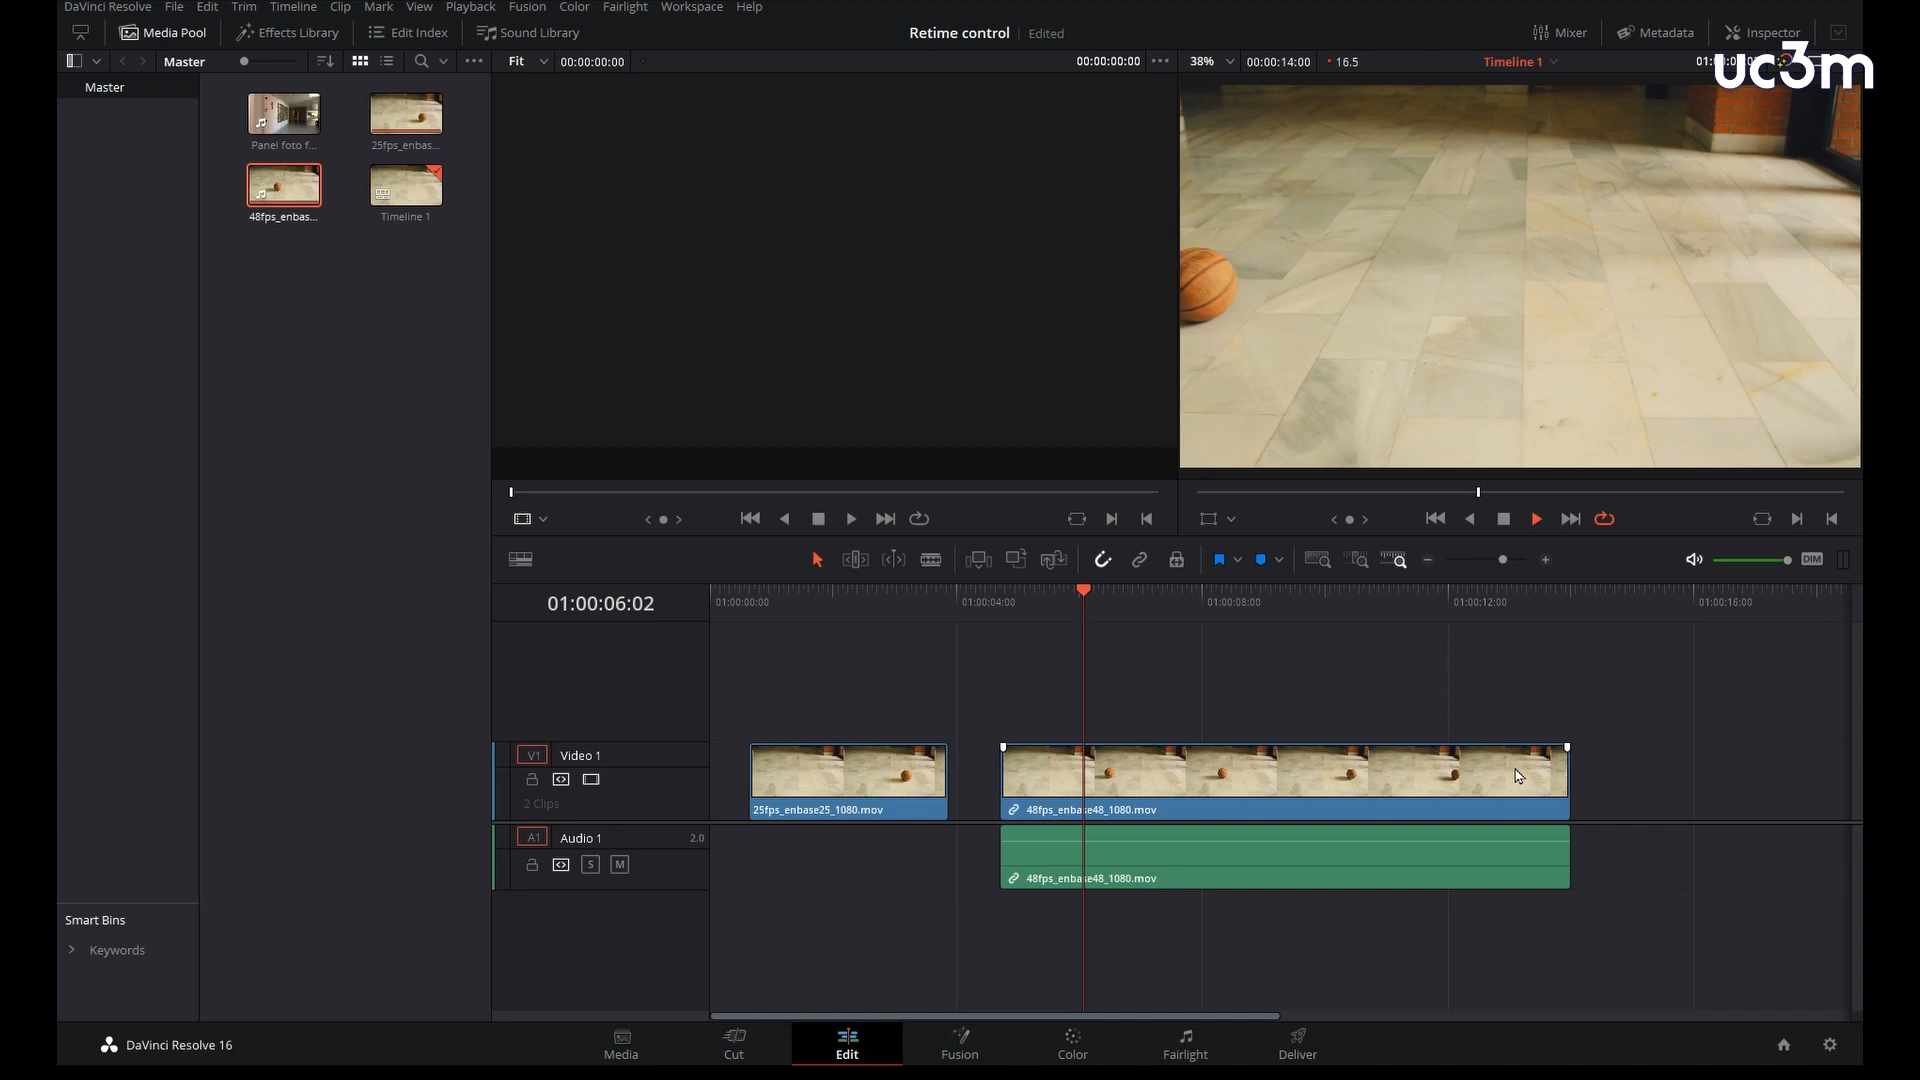 DaVinci Resolve File Edit Trim Timeline Clip Mark View Playback Fusion Color Fairlight Workspace Help
Media Pool Effects Library Edit Index Sound Library Retime control Edited Mixer Metadata Inspector
Master Fit 00:00:00:00 00:00:00:00 38% 00:00:14:00 16.5 Timeline 1
uc3m
Master
Panel foto f... 25fps_enbas...
48fps_enbas... Timeline 1
DIM
01:00:06:02 01:00:00:00 01:00:04:00 01:00:08:00 01:00:12:00 01:00:16:00
V1 Video 1
2 Clips
25fps_enbase25_1080.mov 48fps_enbase48_1080.mov
A1 Audio 1 2.0
S M
48fps_enbase48_1080.mov
Smart Bins
Keywords
DaVinci Resolve 16 Media Cut Edit Fusion Color Fairlight Deliver